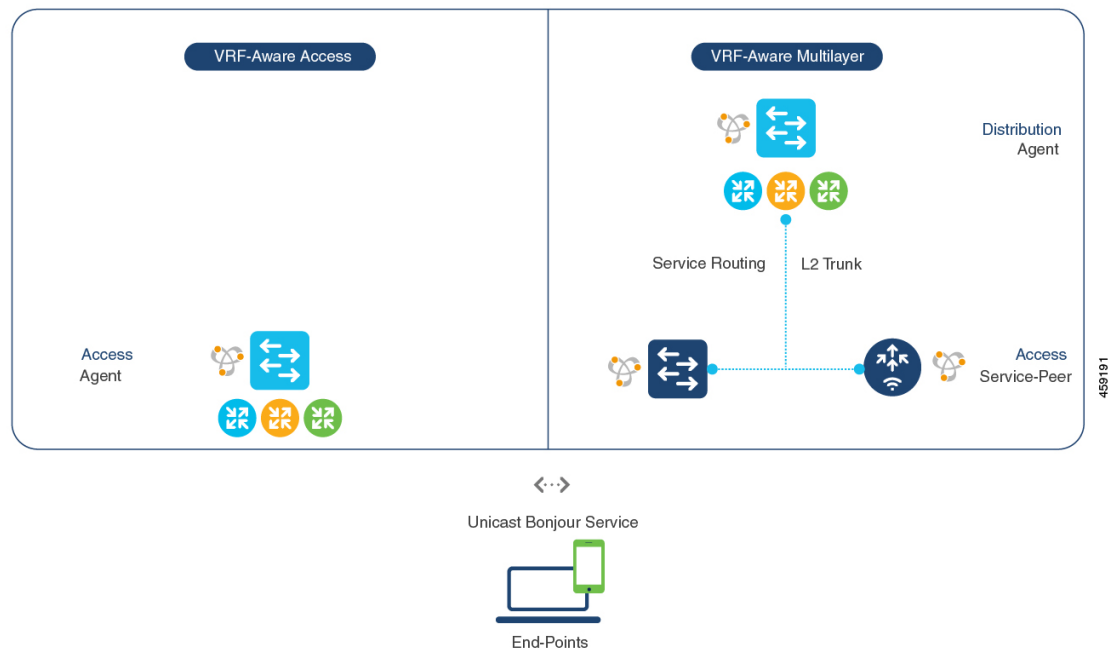 VRF-Aware Access
VRF-Aware Multilayer
Distribution
Agent
Service Routing
L2 Trunk
Access
Agent
Access
Service-Peer
459191
Unicast Bonjour Service
End-Points